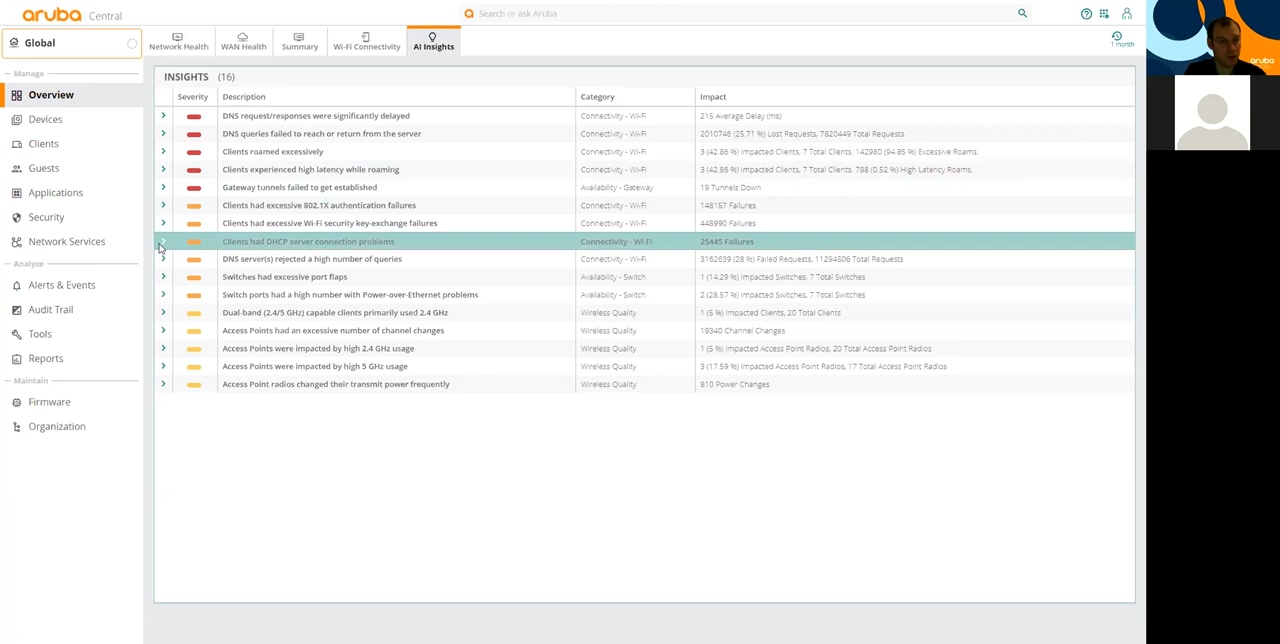 aruba Central
Search or ask Aruba
Global
Network Health
WAN Health
Summary
Wi-Fi Connectivity
AI Insights
1 month
aruba
Manage
Overview
Devices
Clients
Guests
Applications
Security
Network Services
Analyze
Alerts & Events
Audit Trail
Tools
Reports
Maintain
Firmware
Organization
INSIGHTS (16)
Severity Description Category Impact
DNS request/responses were significantly delayed Connectivity - Wi-Fi 215 Average Delay (ms)
DNS queries failed to reach or return from the server Connectivity - Wi-Fi 2010746 (25.71 %) Lost Requests, 7820449 Total Requests
Clients roamed excessively Connectivity - Wi-Fi 3 (42.86 %) Impacted Clients, 7 Total Clients. 142980 (94.85 %) Excessive Roams.
Clients experienced high latency while roaming Connectivity - Wi-Fi 3 (42.86 %) Impacted Clients, 7 Total Clients. 788 (0.52 %) High Latency Roams.
Gateway tunnels failed to get established Availability - Gateway 19 Tunnels Down
Clients had excessive 802.1X authentication failures Connectivity - Wi-Fi 148157 Failures
Clients had excessive Wi-Fi security key-exchange failures Connectivity - Wi-Fi 448990 Failures
Clients had DHCP server connection problems Connectivity - Wi-Fi 25445 Failures
DNS server(s) rejected a high number of queries Connectivity - Wi-Fi 3162639 (28 %) Failed Requests, 11294506 Total Requests
Switches had excessive port flaps Availability - Switch 1 (14.29 %) Impacted Switches, 7 Total Switches
Switch ports had a high number with Power-over-Ethernet problems Availability - Switch 2 (28.57 %) Impacted Switches, 7 Total Switches
Dual-band (2.4/5 GHz) capable clients primarily used 2.4 GHz Wireless Quality 1 (5 %) Impacted Clients, 20 Total Clients
Access Points had an excessive number of channel changes Wireless Quality 19340 Channel Changes
Access Points were impacted by high 2.4 GHz usage Wireless Quality 1 (5 %) Impacted Access Point Radios, 20 Total Access Point Radios
Access Points were impacted by high 5 GHz usage Wireless Quality 3 (17.59 %) Impacted Access Point Radios, 17 Total Access Point Radios
Access Point radios changed their transmit power frequently Wireless Quality 810 Power Changes